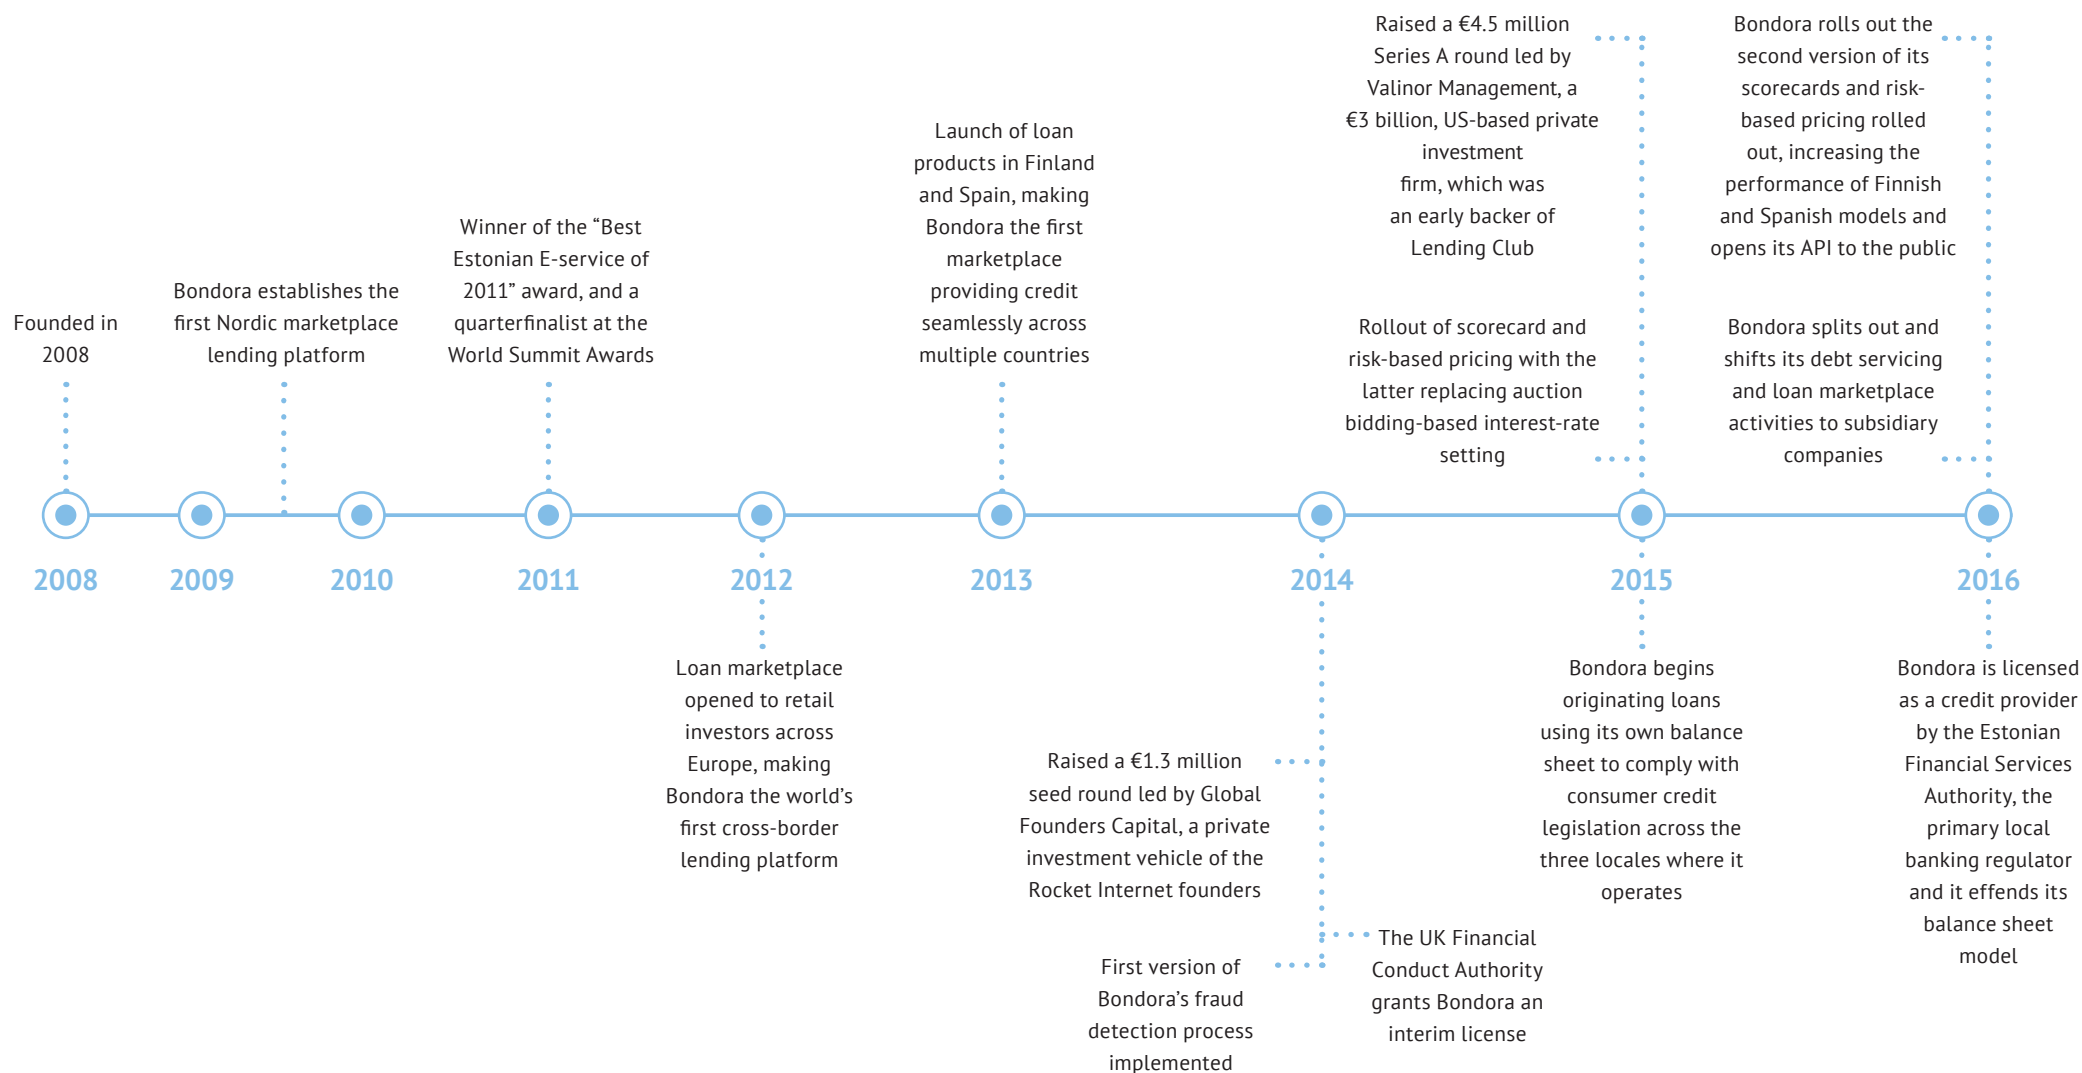 Founded in
2008
Bondora establishes the
first Nordic marketplace
lending platform
Winner of the “Best
Estonian E-service of
2011” award, and a
quarterfinalist at the
World Summit Awards
Launch of loan
products in Finland
and Spain, making
Bondora the first
marketplace
providing credit
seamlessly across
multiple countries
Raised a €4.5 million
Series A round led by
Valinor Management, a
€3 billion, US-based private
investment
firm, which was
an early backer of
Lending Club
Rollout of scorecard and
risk-based pricing with the
latter replacing auction
bidding-based interest-rate
setting
Bondora rolls out the
second version of its
scorecards and risk-
based pricing rolled
out, increasing the
performance of Finnish
and Spanish models and
opens its API to the public
Bondora splits out and
shifts its debt servicing
and loan marketplace
activities to subsidiary
companies
2008
2009
2010
2011
2012
2013
2014
2015
2016
Loan marketplace
opened to retail
investors across
Europe, making
Bondora the world’s
first cross-border
lending platform
Raised a €1.3 million
seed round led by Global
Founders Capital, a private
investment vehicle of the
Rocket Internet founders
First version of
Bondora’s fraud
detection process
implemented
The UK Financial
Conduct Authority
grants Bondora an
interim license
Bondora begins
originating loans
using its own balance
sheet to comply with
consumer credit
legislation across the
three locales where it
operates
Bondora is licensed
as a credit provider
by the Estonian
Financial Services
Authority, the
primary local
banking regulator
and it effends its
balance sheet
model